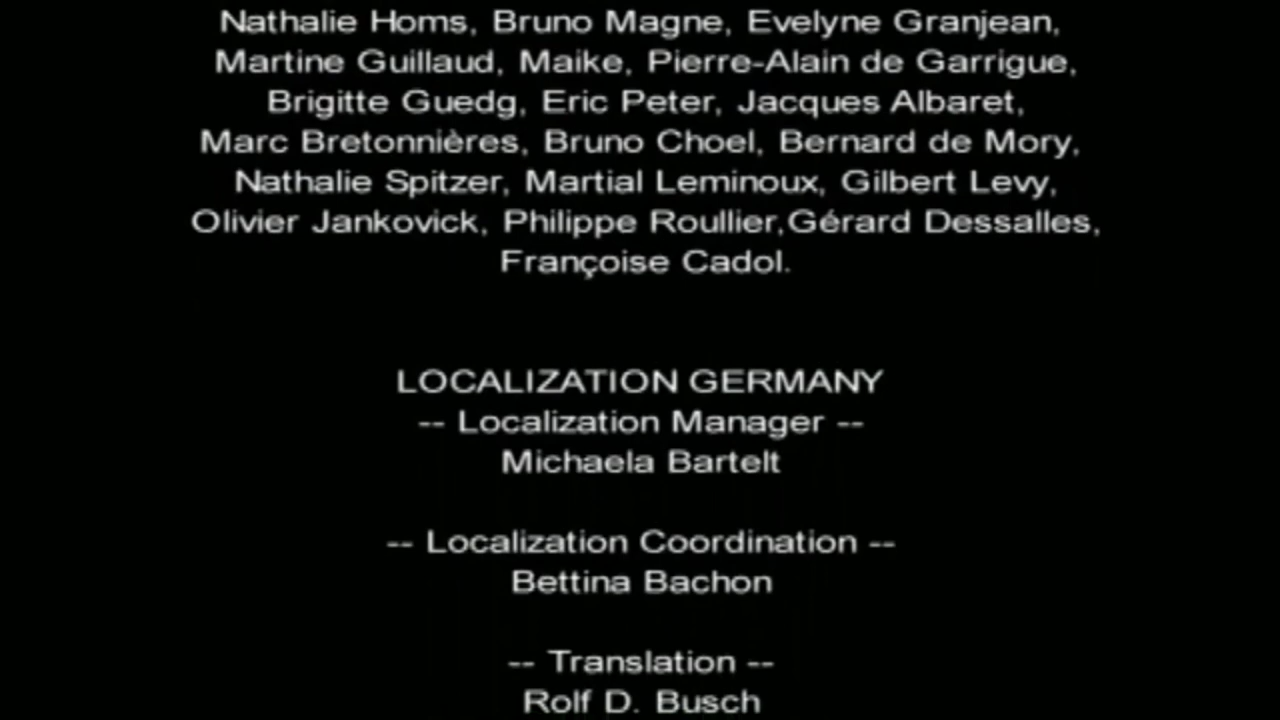 Nathalie Homs, Bruno Magne, Evelyne Granjean,
Martine Guillaud, Maike, Pierre-Alain de Garrigue,
Brigitte Guedg, Eric Peter, Jacques Albaret,
Marc Bretonnières, Bruno Choel, Bernard de Mory,
Nathalie Spitzer, Martial Leminoux, Gilbert Levy,
Olivier Jankovick, Philippe Roullier,Gérard Dessalles,
Françoise Cadol.
LOCALIZATION GERMANY
-- Localization Manager --
Michaela Bartelt
-- Localization Coordination --
Bettina Bachon
-- Translation --
Rolf D. Busch